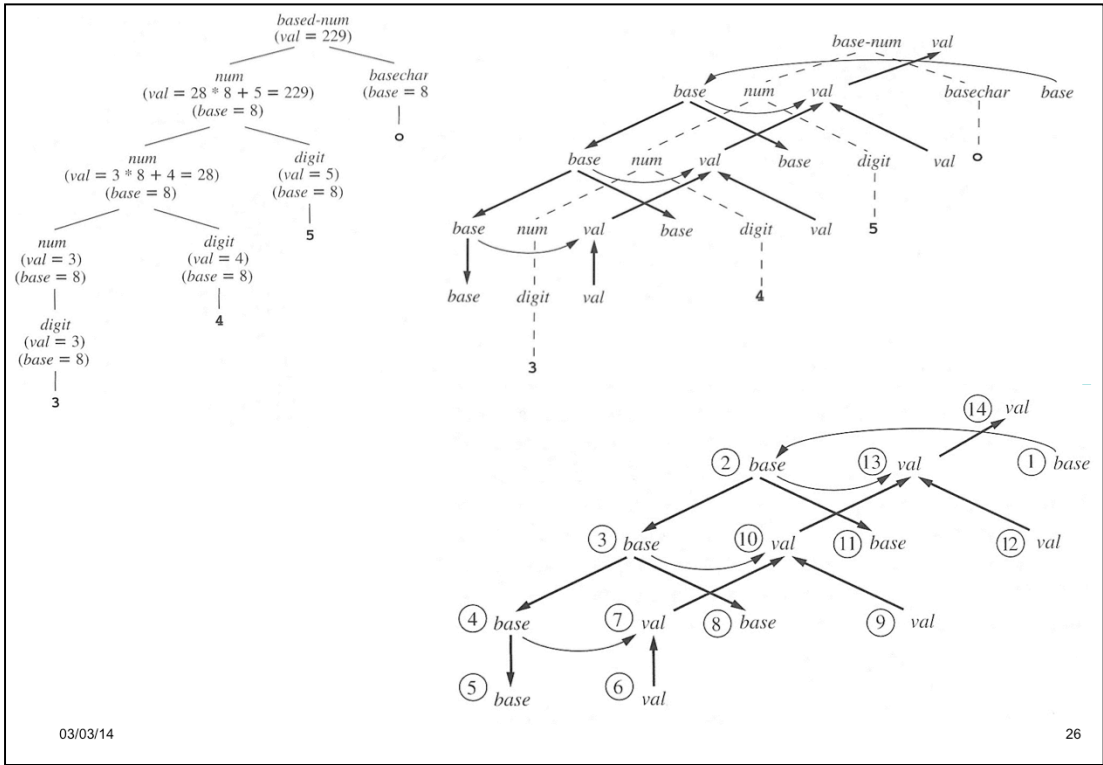 based-num
(val = 229)
num
(val = 28 * 8 + 5 = 229)
(base = 8)
basechar
(base = 8
o
num
(val = 3 * 8 + 4 = 28)
(base = 8)
digit
(val = 5)
(base = 8)
5
num
(val = 3)
(base = 8)
digit
(val = 4)
(base = 8)
4
digit
(val = 3)
(base = 8)
3
base-num val
base num val basechar base
base num val base digit val o
base num val base digit val 5
base digit val 4
3
14 val
2 base 13 val 1 base
3 base 10 val 11 base 12 val
4 base 7 val 8 base 9 val
5 base 6 val
03/03/14
26